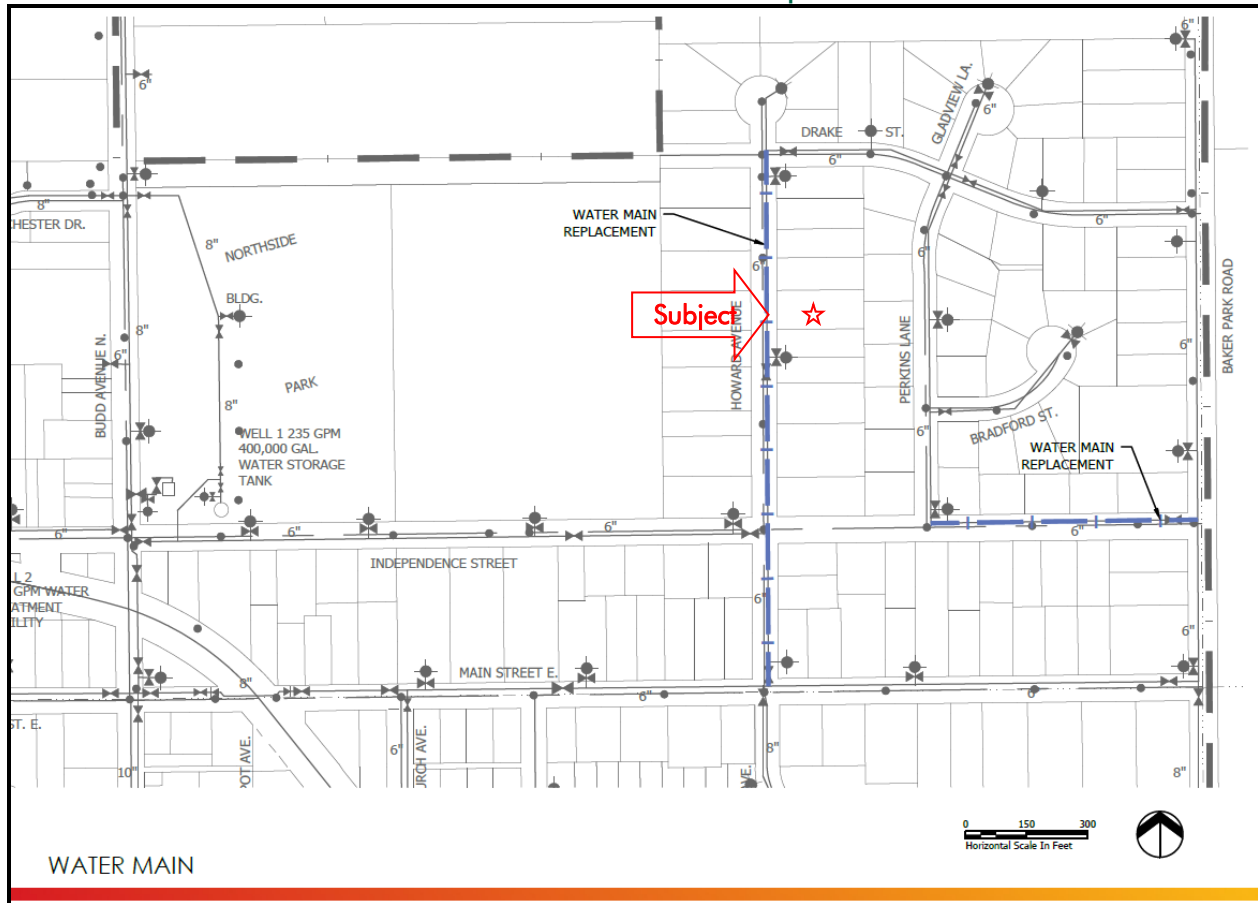 6"
6"
GLADVIEW LA.
6"
DRAKE ST.
6"
8"
CHESTER DR.
WATER MAIN
REPLACEMENT
6"
8"
NORTHSIDE
6"
6"
BLDG.
Subject
HOWARD AVENUE
PERKINS LANE
BAKER PARK ROAD
8"
6"
BUDD AVENUE N.
6"
PARK
8"
WELL 1 235 GPM
400,000 GAL.
WATER STORAGE
TANK
6"
BRADFORD ST.
WATER MAIN
REPLACEMENT
6"
6"
6"
6"
INDEPENDENCE STREET
L 2
GPM WATER
ATMENT
ILITY
6"
6"
MAIN STREET E.
8"
6"
6"
ST. E.
10"
POT AVE.
6"
URCH AVE.
8"
VE.
8"
0 150 300
Horizontal Scale In Feet
WATER MAIN